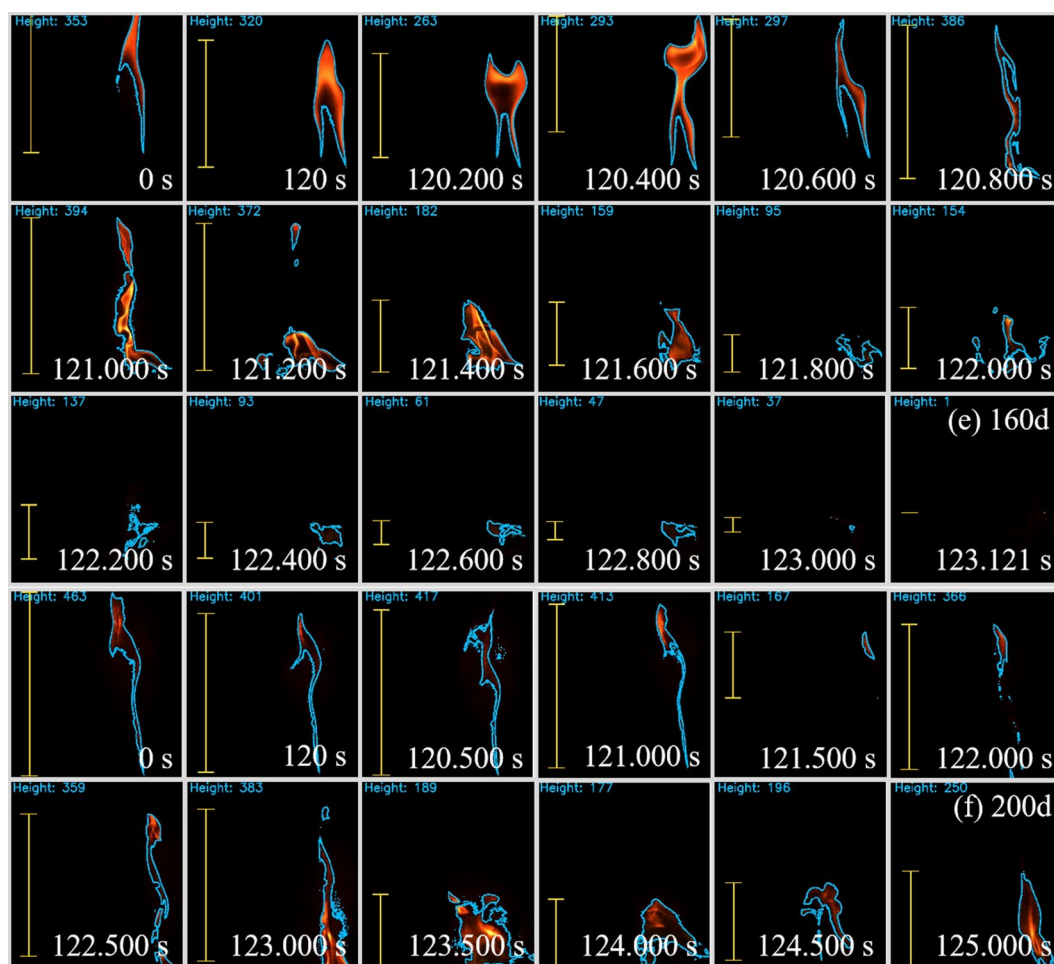 Height: 353
Height: 320
Height: 263
Height: 293
Height: 297
Height: 386
0 s
120 s
120.200 s
120.400 s
120.600 s
120.800 s
Height: 394
Height: 372
Height: 182
Height: 159
Height: 95
Height: 154
121.000 s
121.200 s
121.400 s
121.600 s
121.800 s
122.000 s
Height: 137
Height: 93
Height: 61
Height: 47
Height: 37
Height: 1
(e) 160d
122.200 s
122.400 s
122.600 s
122.800 s
123.000 s
123.121 s
Height: 463
Height: 401
Height: 417
Height: 413
Height: 167
Height: 366
0 s
120 s
120.500 s
121.000 s
121.500 s
122.000 s
Height: 359
Height: 383
Height: 189
Height: 177
Height: 196
Height: 250
(f) 200d
122.500 s
123.000 s
123.500 s
124.000 s
124.500 s
125.000 s